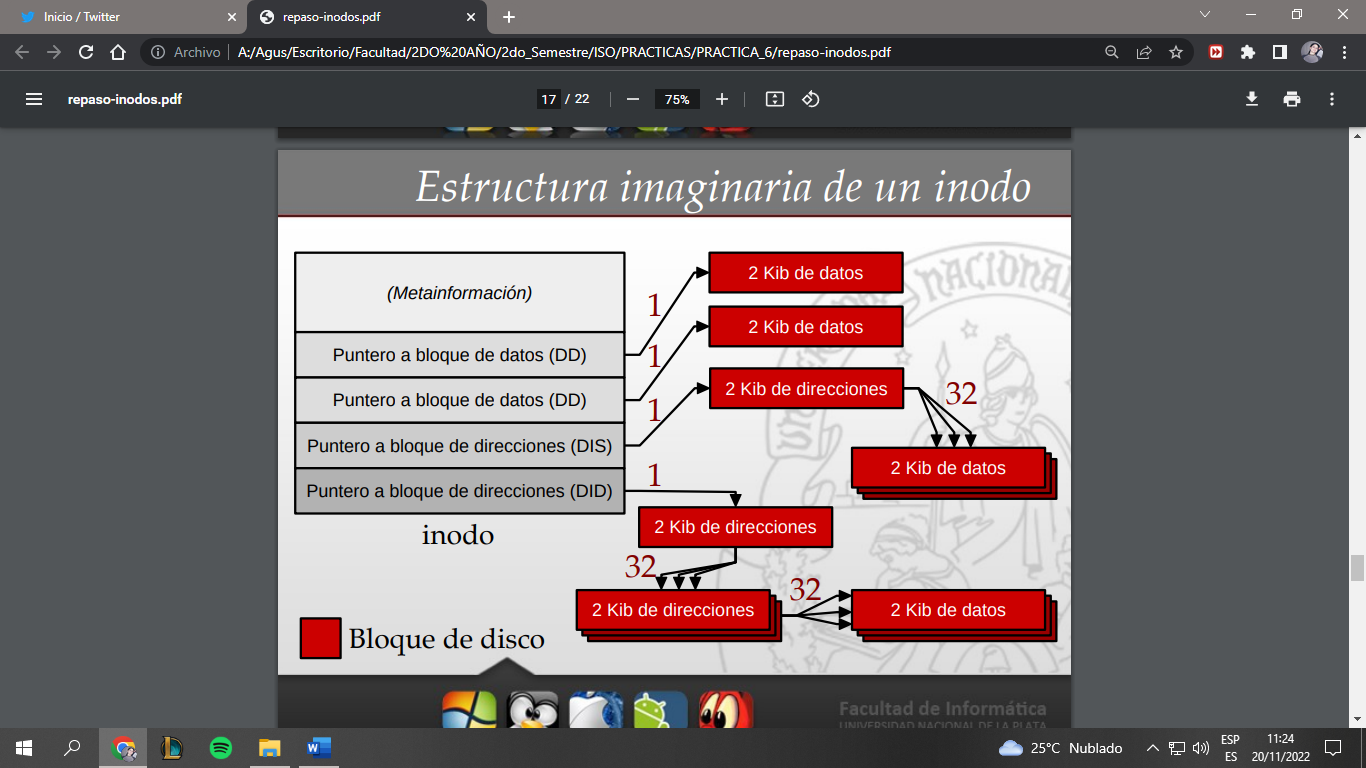 Inicio / Twitter
repaso-inodos.pdf
Archivo
A:/Agus/Escritorio/Facultad/2DO%20AÑO/2do_Semestre/ISO/PRACTICAS/PRACTICA_6/repaso-inodos.pdf
repaso-inodos.pdf
17 / 22
75%
Estructura imaginaria de un inodo
(Metainformación)
Puntero a bloque de datos (DD)
Puntero a bloque de datos (DD)
Puntero a bloque de direcciones (DIS)
Puntero a bloque de direcciones (DID)
inodo
1
1
1
1
2 Kib de datos
2 Kib de datos
2 Kib de direcciones
32
2 Kib de datos
2 Kib de direcciones
32
2 Kib de direcciones
32
2 Kib de datos
Bloque de disco
NACIONAL
Facultad de Informática
UNIVERSIDAD NACIONAL DE LA PLATA
25°C Nublado
ESP
ES
11:24
20/11/2022